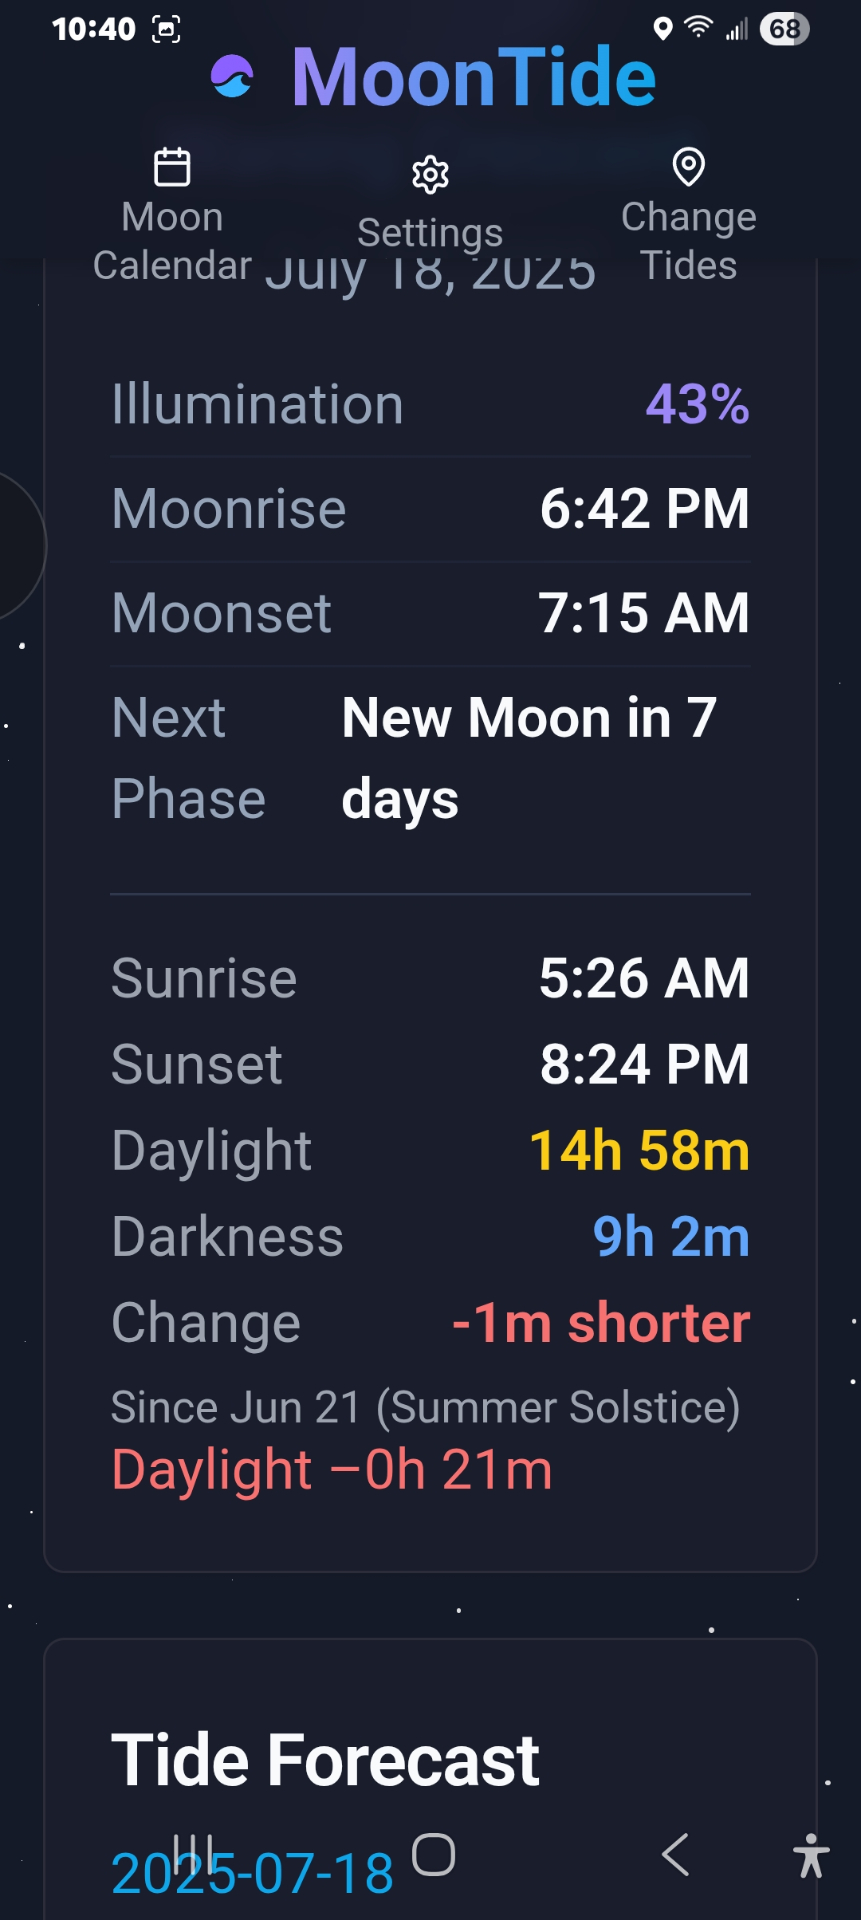 10:40 68
MoonTide
Moon
Calendar
Settings
Change
Tides
July 18, 2025
Illumination 43%
Moonrise 6:42 PM
Moonset 7:15 AM
Next New Moon in 7
Phase days
Sunrise 5:26 AM
Sunset 8:24 PM
Daylight 14h 58m
Darkness 9h 2m
Change -1m shorter
Since Jun 21 (Summer Solstice)
Daylight –0h 21m
Tide Forecast
2025-07-18